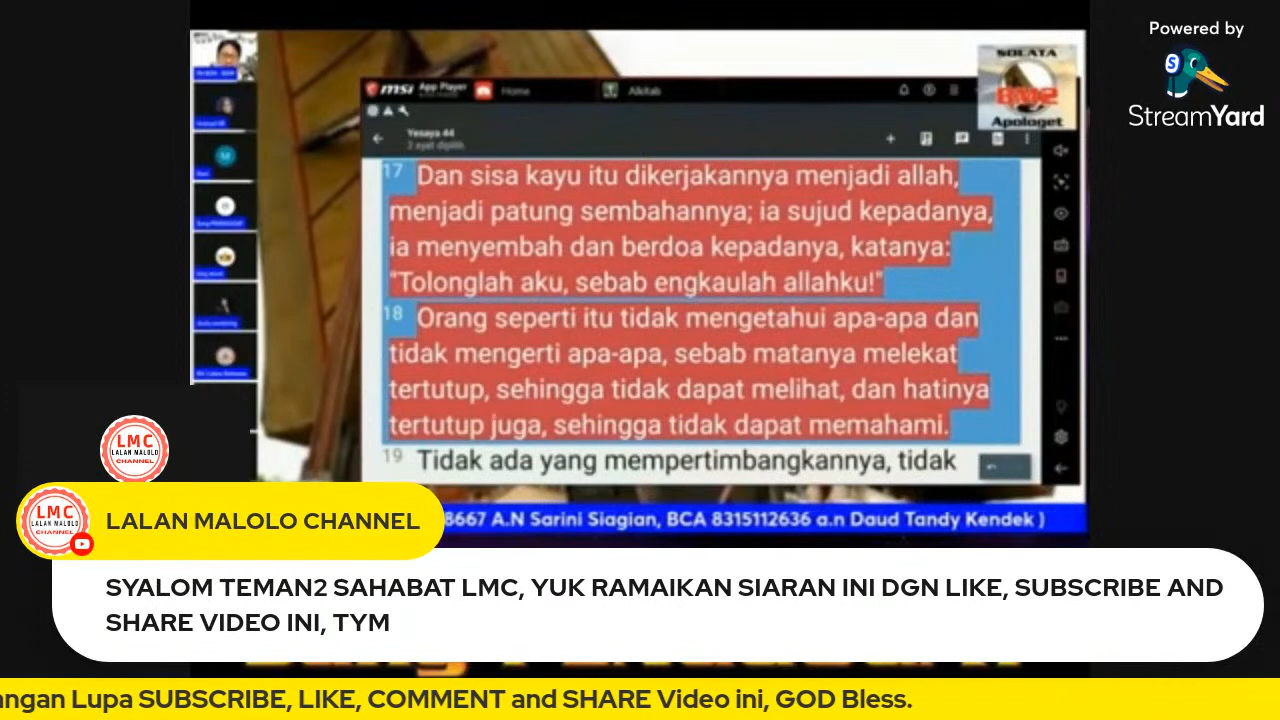 Powered by
StreamYard
SOLATA
Apologet
msi App Player
Home
Alkitab
Yesaya 44
17 Dan sisa kayu itu dikerjakannya menjadi allah,
menjadi patung sembahannya; ia sujud kepadanya,
ia menyembah dan berdoa kepadanya, katanya:
"Tolonglah aku, sebab engkaulah allahku!"
18 Orang seperti itu tidak mengetahui apa-apa dan
tidak mengerti apa-apa, sebab matanya melekat
tertutup, sehingga tidak dapat melihat, dan hatinya
tertutup juga, sehingga tidak dapat memahami.
19 Tidak ada yang mempertimbangkannya, tidak
8667 A.N Sarini Siagian, BCA 8315112636 a.n Daud Tandy Kendek )
LMC
LALAN MALOLO
CHANNEL
LMC
LALAN MALOLO
CHANNEL
LALAN MALOLO CHANNEL
SYALOM TEMAN2 SAHABAT LMC, YUK RAMAIKAN SIARAN INI DGN LIKE, SUBSCRIBE AND
SHARE VIDEO INI, TYM
angan Lupa SUBSCRIBE, LIKE, COMMENT and SHARE Video ini, GOD Bless.